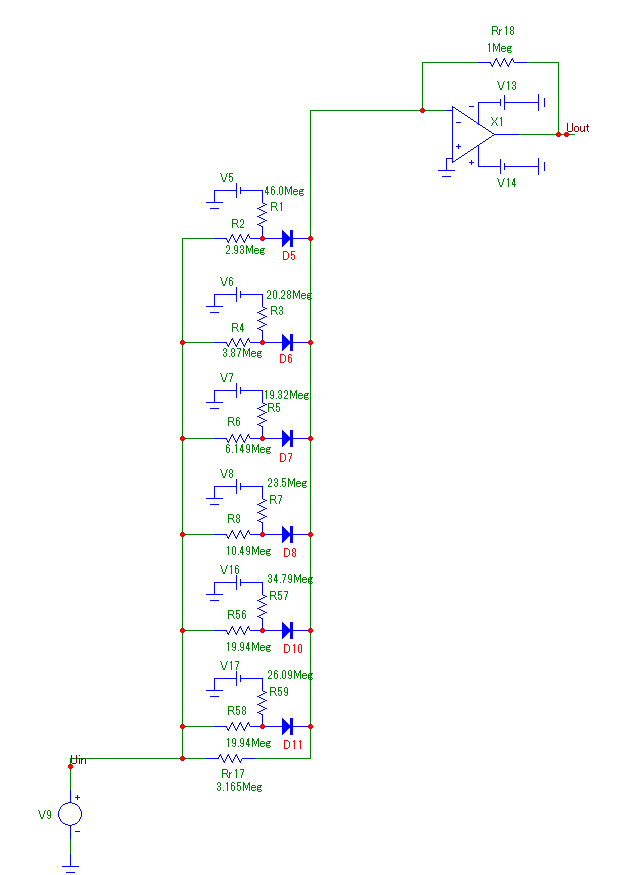 Rr18
1Meg
V13
X1
Uout
V14
V5
46.0Meg
R1
R2
2.93Meg
D5
V6
20.28Meg
R3
R4
3.87Meg
D6
V7
19.32Meg
R5
R6
6.149Meg
D7
V8
23.5Meg
R7
R8
10.49Meg
D8
V16
34.79Meg
R57
R56
19.94Meg
D10
V17
26.09Meg
R59
R58
19.94Meg
D11
Uin
Rr17
3.165Meg
V9